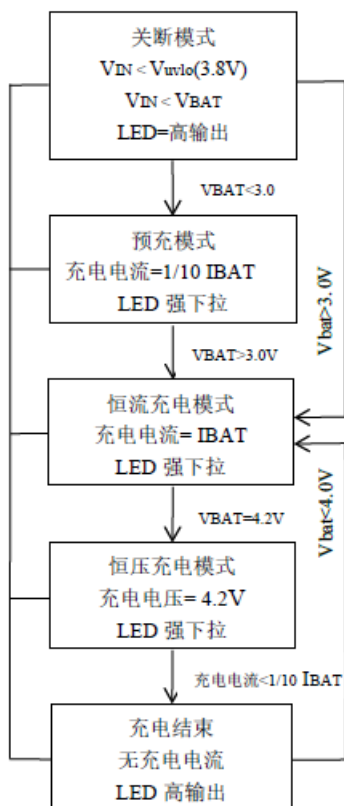 关断模式
VIN < Vuvlo(3.8V)
VIN < VBAT
LED=高输出
VBAT<3.0
预充模式
充电电流=1/10 IBAT
LED 强下拉
VBAT>3.0V
Vbat>3.0V
恒流充电模式
充电电流= IBAT
LED 强下拉
VBAT=4.2V
Vbat<4.0V
恒压充电模式
充电电压= 4.2V
LED 强下拉
充电电流<1/10 IBAT
充电结束
无充电电流
LED 高输出